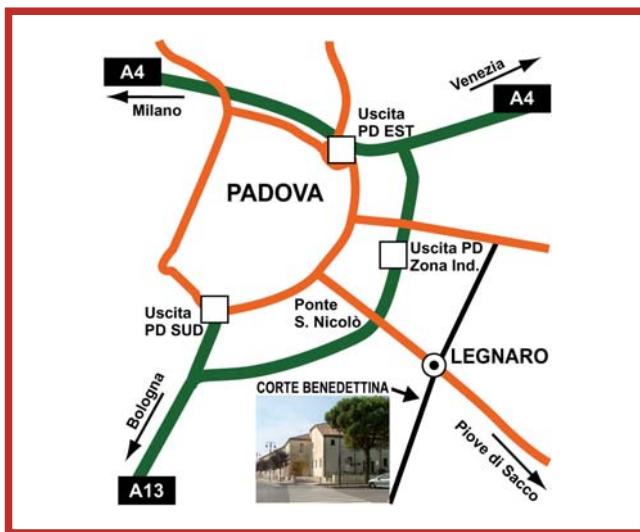 A4
Milano
Uscita
PD EST
Venezia
A4
PADOVA
Uscita PD
Zona Ind.
Uscita
PD SUD
Ponte
S. Nicolò
LEGNARO
CORTE BENEDETTINA
Bologna
Piove di Sacco
A13